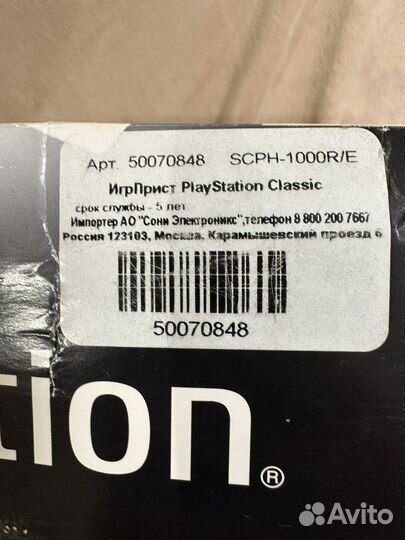 Арт. 50070848 SCPH-1000R/E
ИгрПрист PlayStation Classic
срок службы - 5 лет
Импортер АО "Сони Электроникс",телефон 8 800 200 7667
Россия 123103, Москва, Карамышевский проезд 6
50070848
tion®
Avito